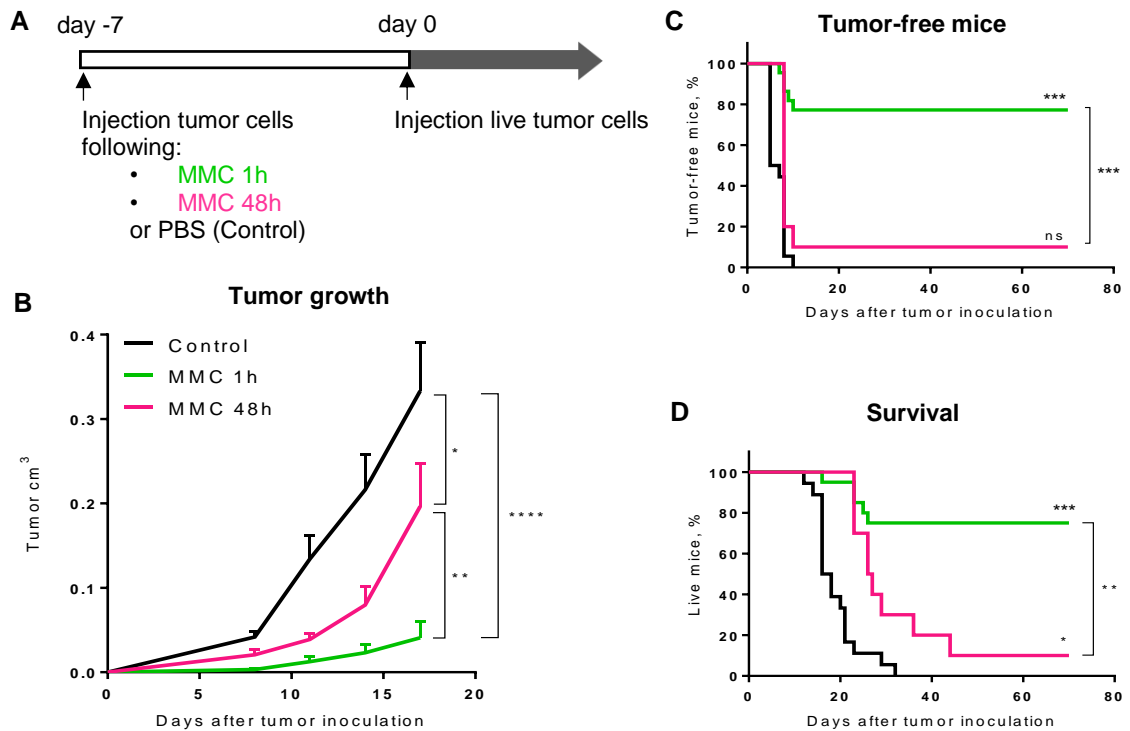 A
day -7
day 0
Injection tumor cells
following:
• MMC 1h
• MMC 48h
or PBS (Control)
Injection live tumor cells
B
Tumor growth
Tumor cm3
0.4
0.3
0.2
0.1
0.0
Control
MMC 1h
MMC 48h
*
**
****
0 5 10 15 20
Days after tumor inoculation
C
Tumor-free mice
Tumor-free mice, %
100
80
60
40
20
0
***
***
ns
0 20 40 60 80
Days after tumor inoculation
D
Survival
Live mice, %
100
80
60
40
20
0
***
**
*
0 20 40 60 80
Days after tumor inoculation